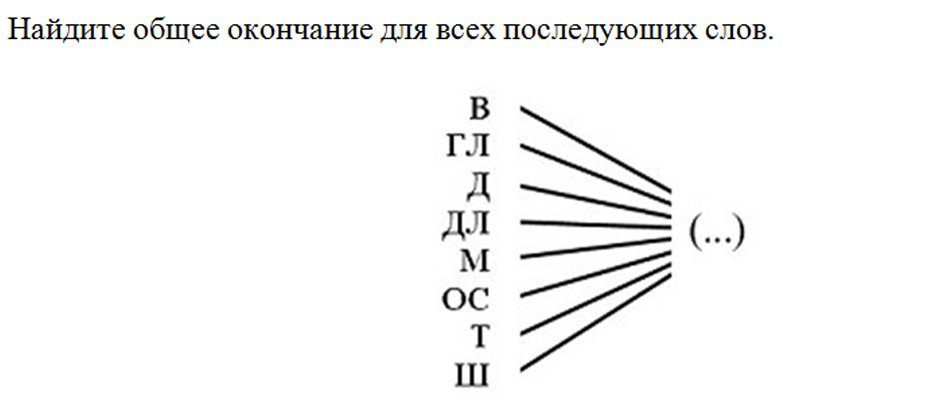 Найдите общее окончание для всех последующих слов.
В
ГЛ
Д
ДЛ
М
ОС
Т
Ш
(...)